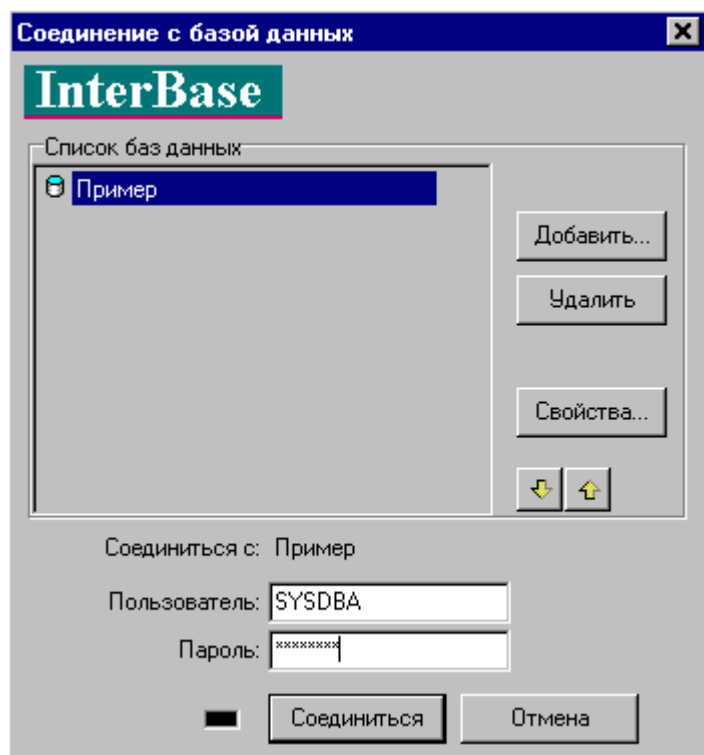 Соединение с базой данных
InterBase
Список баз данных
Пример
Добавить...
Удалить
Свойства...
Соединиться с: Пример
Пользователь: SYSDBA
Пароль: ********
Соединиться Отмена